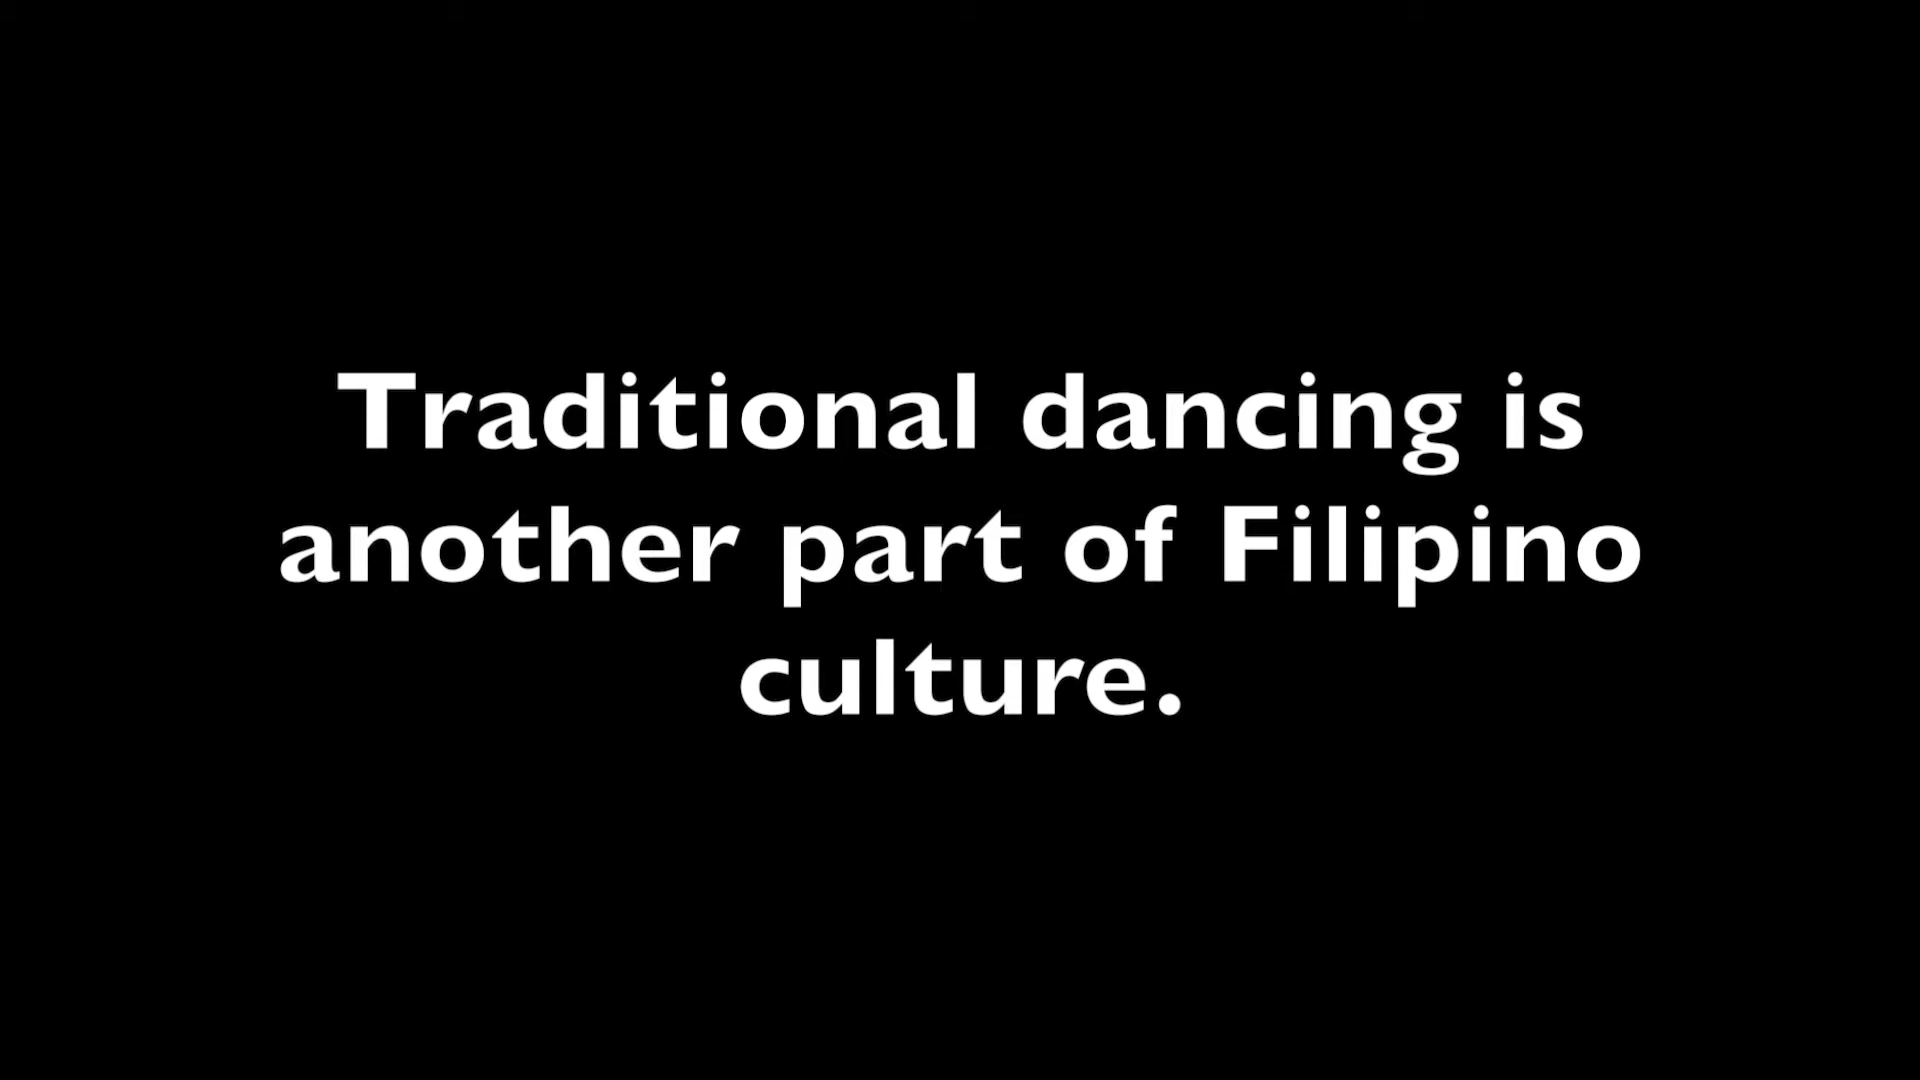 Traditional dancing is
another part of Filipino
culture.